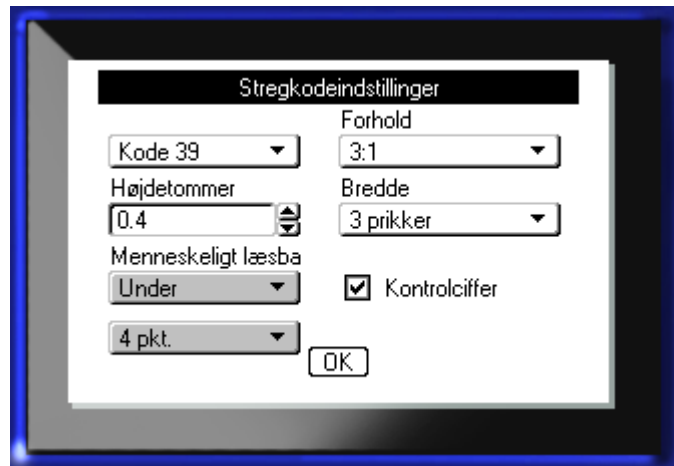 Stregkodeindstillinger
Forhold
Kode 39
3:1
Højdetommer
Bredde
0.4
3 prikker
Menneskeligt læsba
Under
Kontrolciffer
4 pkt.
OK